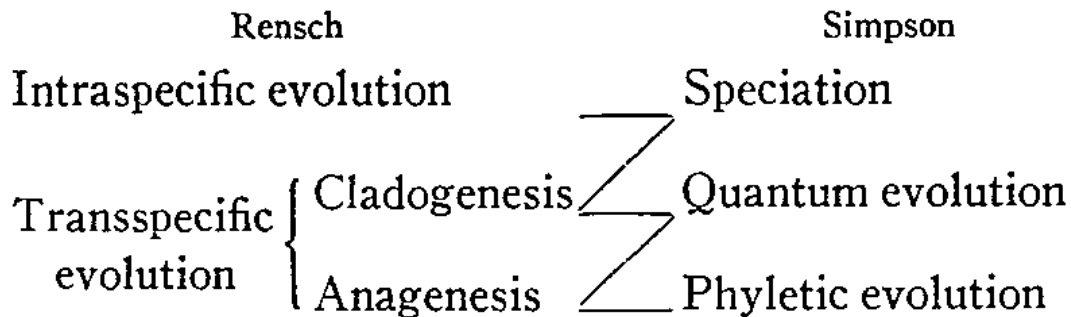 Rensch Simpson
Intraspecific evolution Speciation
Cladogenesis Quantum evolution
Transspecific
evolution
Anagenesis Phyletic evolution